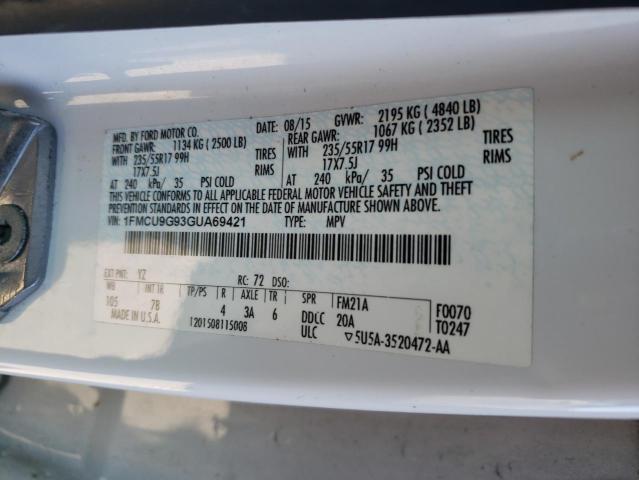 MFD. BY FORD MOTOR CO.
DATE: 08/15 GVWR: 2195 KG ( 4840 LB)
FRONT GAWR: 1134 KG ( 2500 LB) REAR GAWR: 1067 KG ( 2352 LB)
WITH 235/55R17 99H TIRES WITH 235/55R17 99H TIRES
17X7.5J RIMS 17X7.5J RIMS
AT 240 kPa/ 35 PSI COLD AT 240 kPa/ 35 PSI COLD
THIS VEHICLE CONFORMS TO ALL APPLICABLE FEDERAL MOTOR VEHICLE SAFETY AND THEFT
PREVENTION STANDARDS IN EFFECT ON THE DATE OF MANUFACTURE SHOWN ABOVE.
VIN: 1FMCU9G93GUA69421 TYPE: MPV
EXT PNT: YZ RC: 72 DSO:
WB INT TR TP/PS R AXLE TR SPR FM21A F0070
105 7B 4 3A 6 DDCC 20A T0247
MADE IN U.S.A. 1201508115008 ULC ▽5U5A-3520472-AA